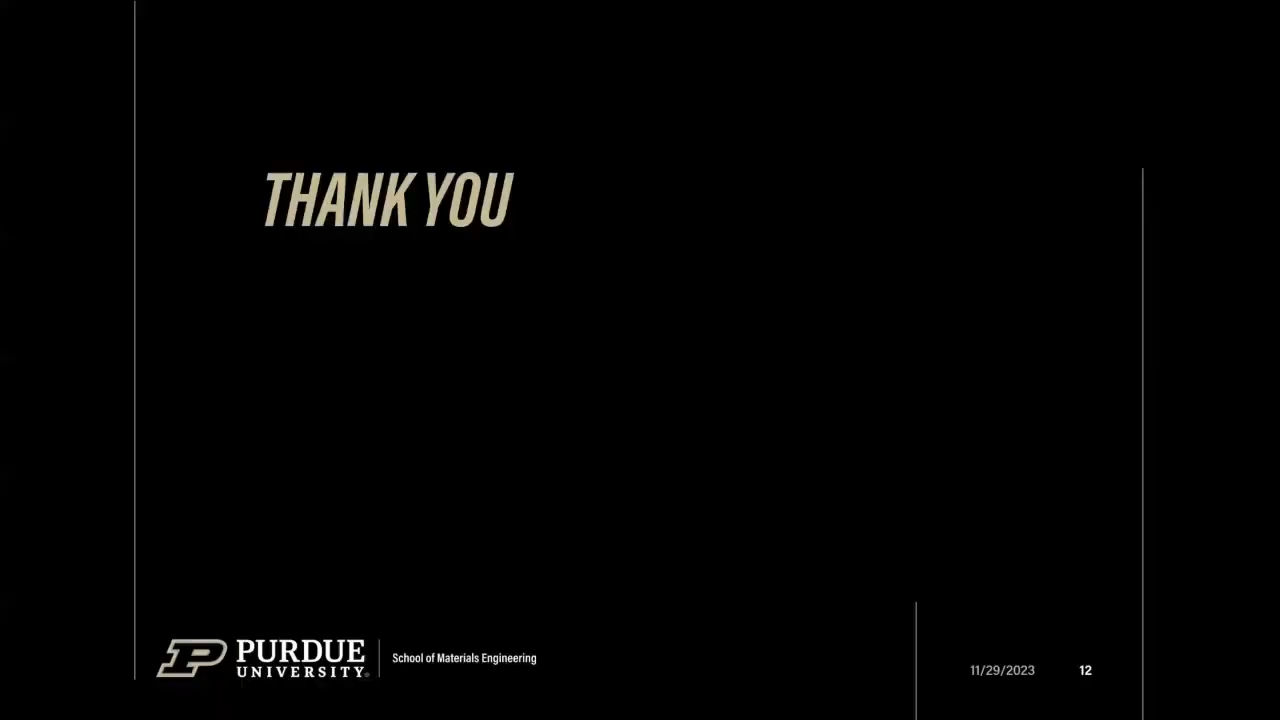 THANK YOU
PURDUE
UNIVERSITY®
School of Materials Engineering
11/29/2023
12